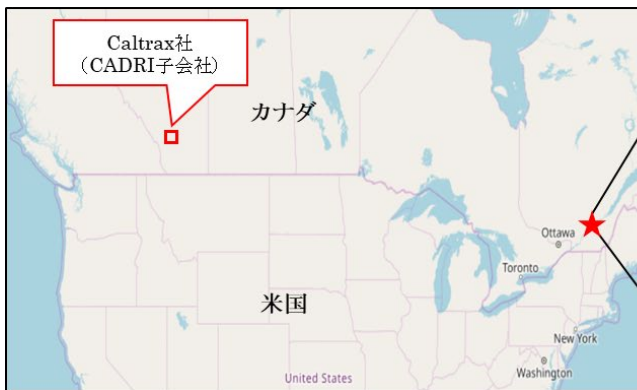 Caltrax社
（CADRI子会社）
カナダ
Ottawa
Toronto
米国
New York
Washington
United States